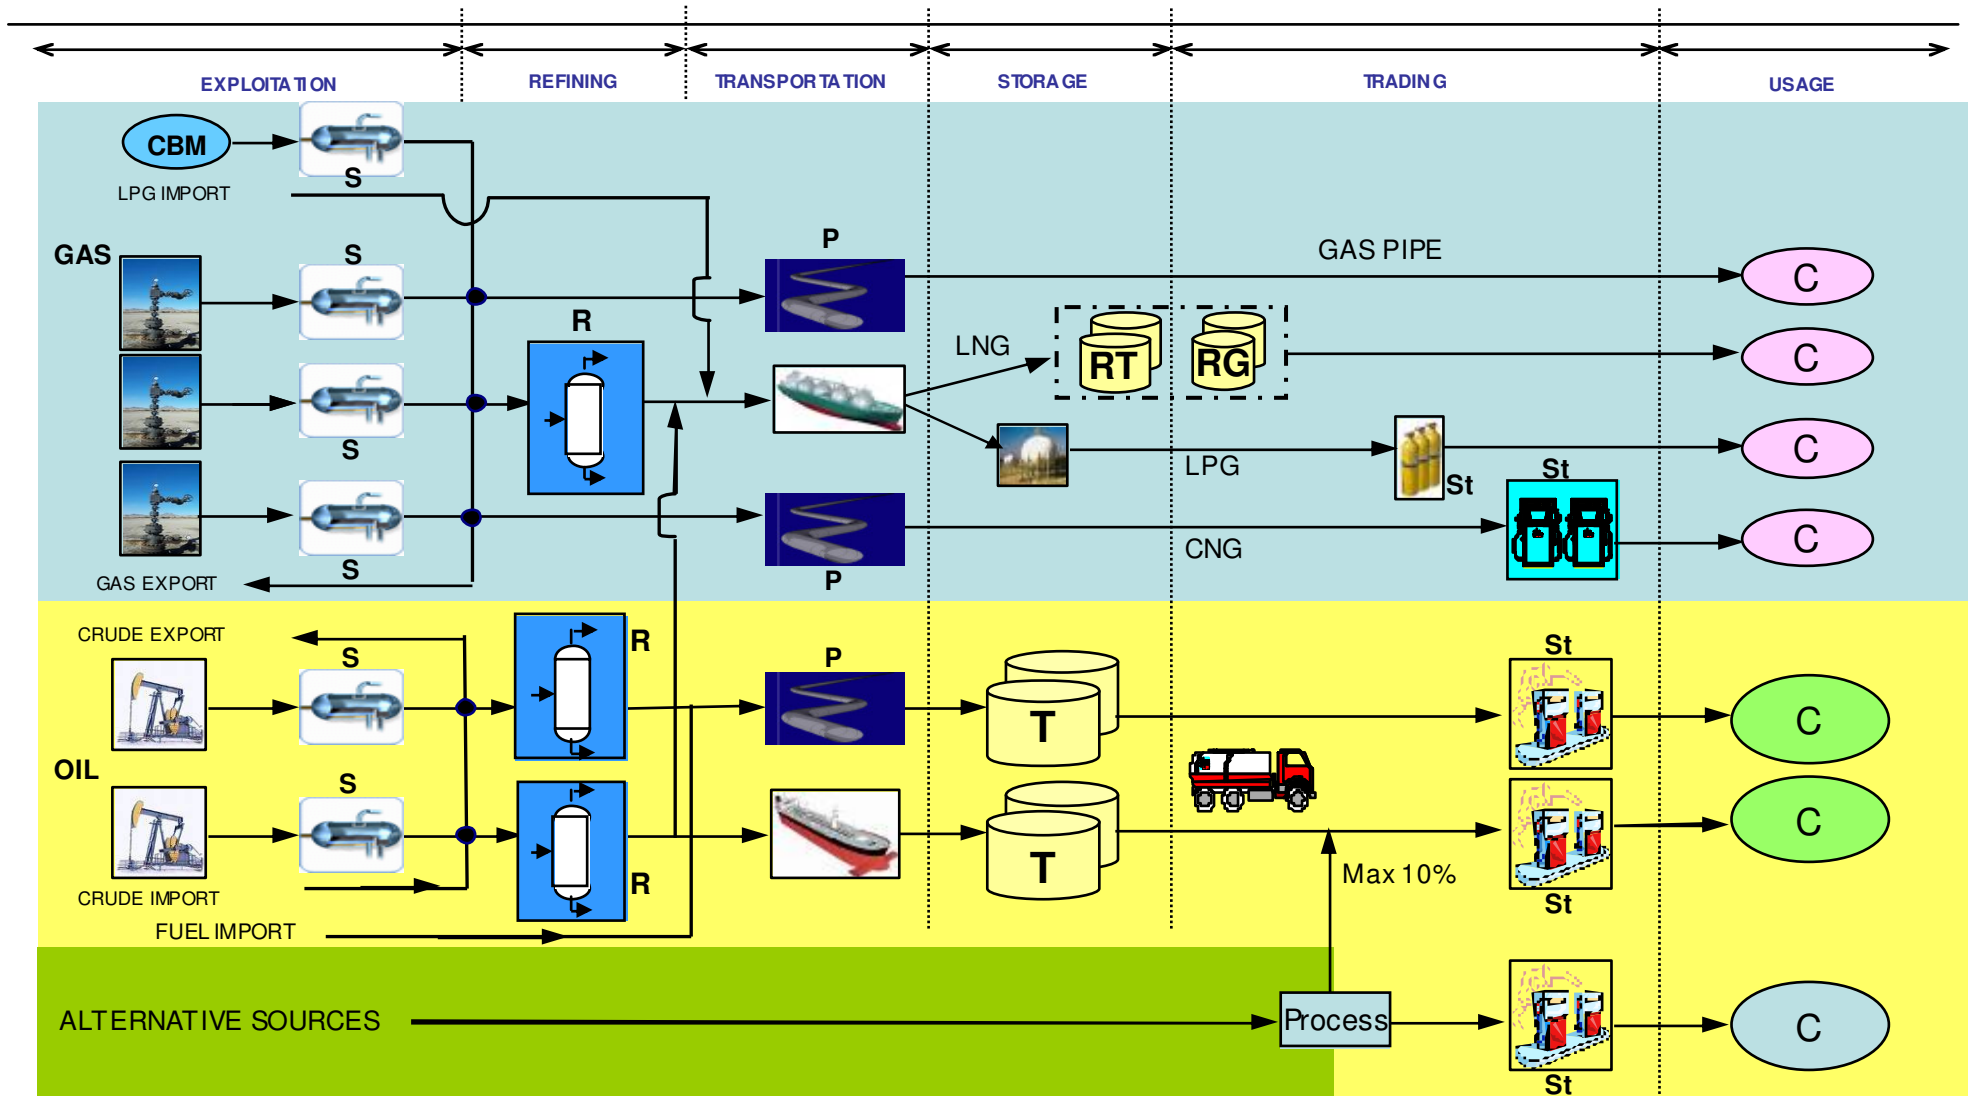 EXPLOITATION
REFINING
TRANSPORTATION
STORAGE
TRADING
USAGE
CBM
S
LPG IMPORT
GAS
S
P
GAS PIPE
C
R
LNG
RT
RG
C
S
LPG
St
C
St
CNG
C
S
P
GAS EXPORT
CRUDE EXPORT
S
R
P
St
T
C
OIL
S
T
C
Max 10%
R
St
CRUDE IMPORT
FUEL IMPORT
ALTERNATIVE SOURCES
Process
C
St